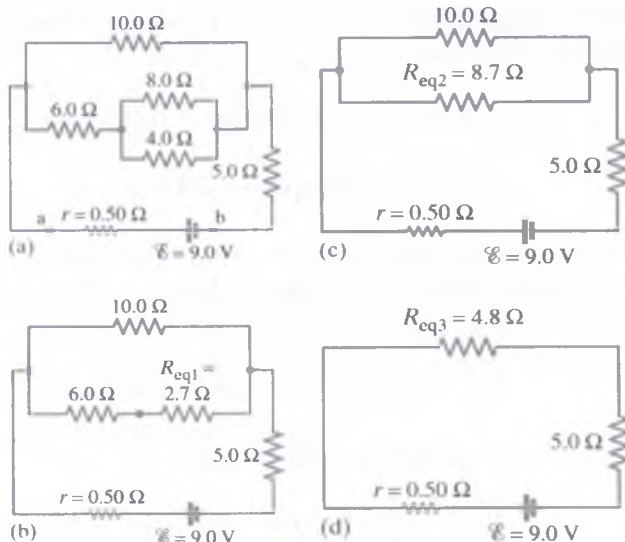 10.0 Ω
8.0 Ω
6.0 Ω
4.0 Ω
5.0 Ω
a r = 0.50 Ω b
(a)
ℰ = 9.0 V
10.0 Ω
R_eq1 =
6.0 Ω 2.7 Ω
5.0 Ω
r = 0.50 Ω
(b)
ℰ = 9.0 V
10.0 Ω
R_eq2 = 8.7 Ω
5.0 Ω
r = 0.50 Ω
(c)
ℰ = 9.0 V
R_eq3 = 4.8 Ω
5.0 Ω
r = 0.50 Ω
(d)
ℰ = 9.0 V